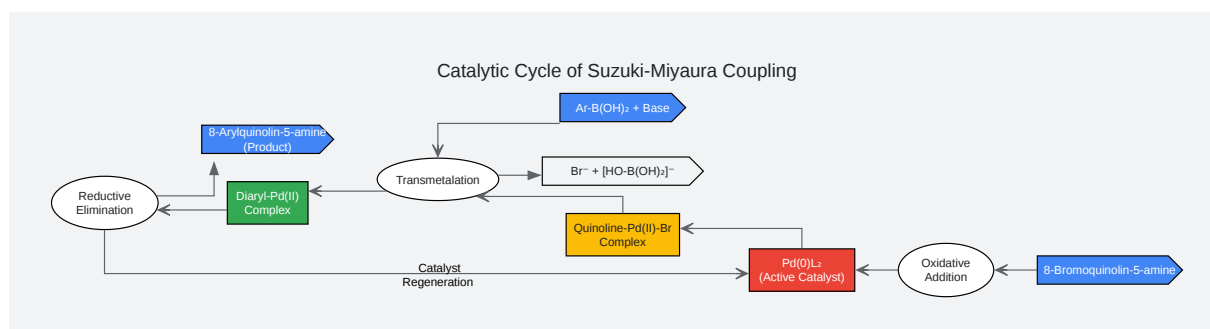 Catalytic Cycle of Suzuki-Miyaura Coupling
Ar-B(OH)₂ + Base
8-Arylquinolin-5-amine
(Product)
Transmetalation
Br⁻ + [HO-B(OH)₂]⁻
Reductive
Elimination
Diaryl-Pd(II)
Complex
Quinoline-Pd(II)-Br
Complex
Catalyst
Regeneration
Pd(0)L₂
(Active Catalyst)
Oxidative
Addition
8-Bromoquinolin-5-amine